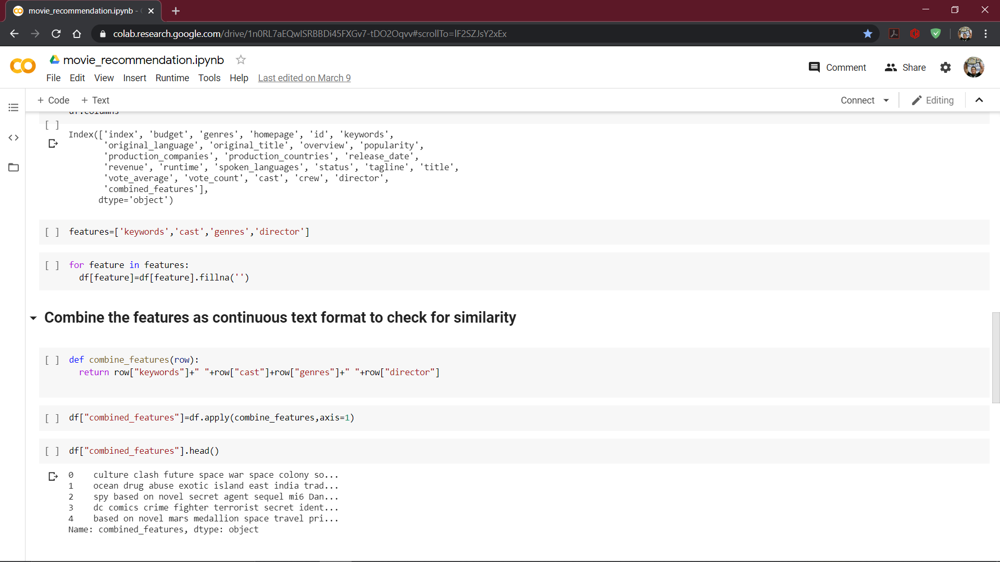 movie_recommendation.ipynb -
colab.research.google.com/drive/1n0RL7aEQwISRBBDi45FXGv7-tDO2Oqvv#scrollTo=lF2SZJsY2xEx
movie_recommendation.ipynb
Comment Share
File Edit View Insert Runtime Tools Help Last edited on March 9
+ Code + Text
Connect Editing
df.columns
[ ]
Index(['index', 'budget', 'genres', 'homepage', 'id', 'keywords',
'original_language', 'original_title', 'overview', 'popularity',
'production_companies', 'production_countries', 'release_date',
'revenue', 'runtime', 'spoken_languages', 'status', 'tagline', 'title',
'vote_average', 'vote_count', 'cast', 'crew', 'director',
'combined_features'],
dtype='object')
[ ] features=['keywords','cast','genres','director']
[ ] for feature in features:
df[feature]=df[feature].fillna('')
Combine the features as continuous text format to check for similarity
[ ] def combine_features(row):
return row["keywords"]+" "+row["cast"]+row["genres"]+" "+row["director"]
[ ] df["combined_features"]=df.apply(combine_features,axis=1)
[ ] df["combined_features"].head()
0 culture clash future space war space colony so...
1 ocean drug abuse exotic island east india trad...
2 spy based on novel secret agent sequel mi6 Dan...
3 dc comics crime fighter terrorist secret ident...
4 based on novel mars medallion space travel pri...
Name: combined_features, dtype: object